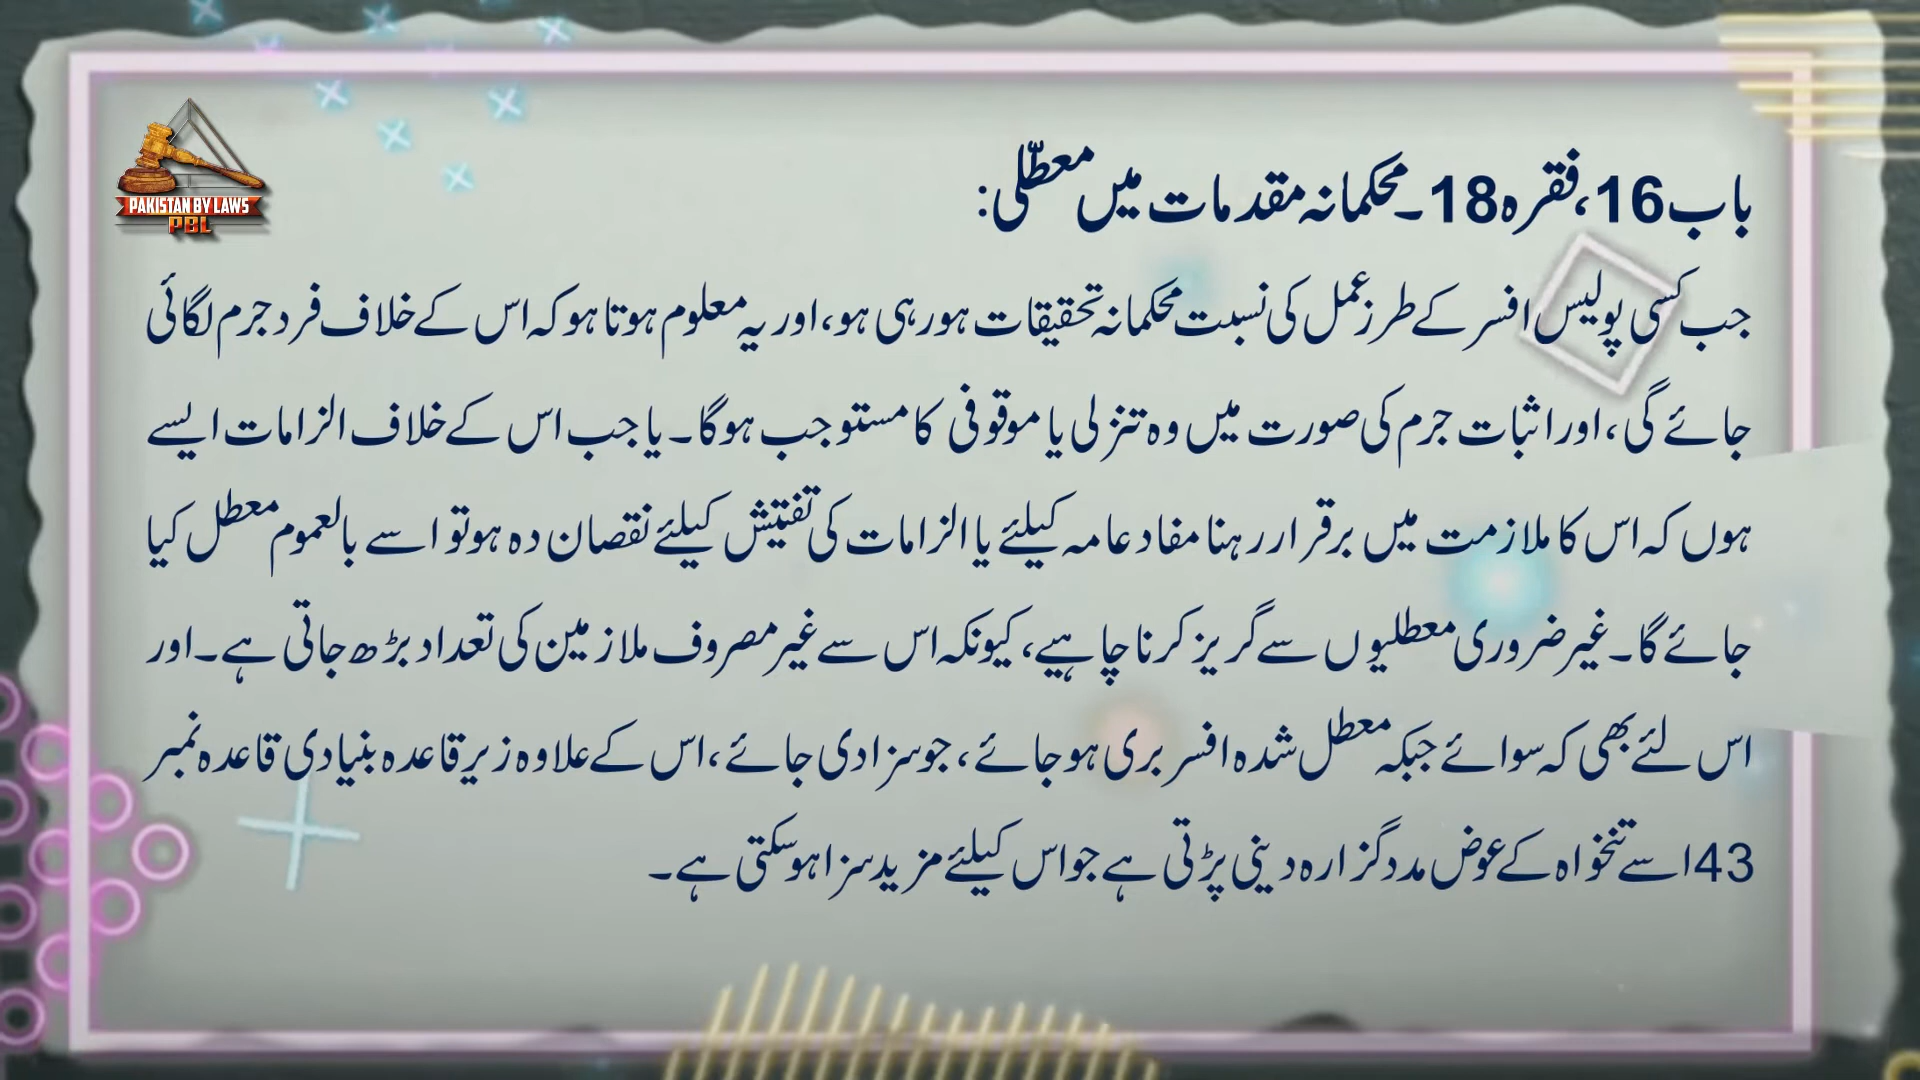 PAKISTAN BY LAWS
PBL
باب 16، فقرہ 18۔ محکمانہ مقدمات میں معطلّی:
جب کسی پولیس افسر کے طرز عمل کی نسبت محکمانہ تحقیقات ہو رہی ہو، اور یہ معلوم ہوتا ہو کہ اس کے خلاف فرد جرم لگائی
جائے گی، اور اثبات جرم کی صورت میں وہ تنزلی یا موقوفی کا مستوجب ہوگا۔ یا جب اس کے خلاف الزامات ایسے
ہوں کہ اس کا ملازمت میں برقرار رہنا مفاد عامہ کیلئے یا الزامات کی تفتیش کیلئے نقصان دہ ہو تو اسے بالعموم معطل کیا
جائے گا۔ غیر ضروری معطلیوں سے گریز کرنا چاہیے، کیونکہ اس سے غیر مصروف ملازمین کی تعداد بڑھ جاتی ہے۔ اور
اس لئے بھی کہ سوائے جبکہ معطل شدہ افسر بری ہو جائے، جو سزا دی جائے، اس کے علاوہ زیر قاعدہ بنیادی قاعدہ نمبر
43 اسے تنخواہ کے عوض مدد گزارہ دینی پڑتی ہے جو اس کیلئے مزید سزا ہو سکتی ہے۔